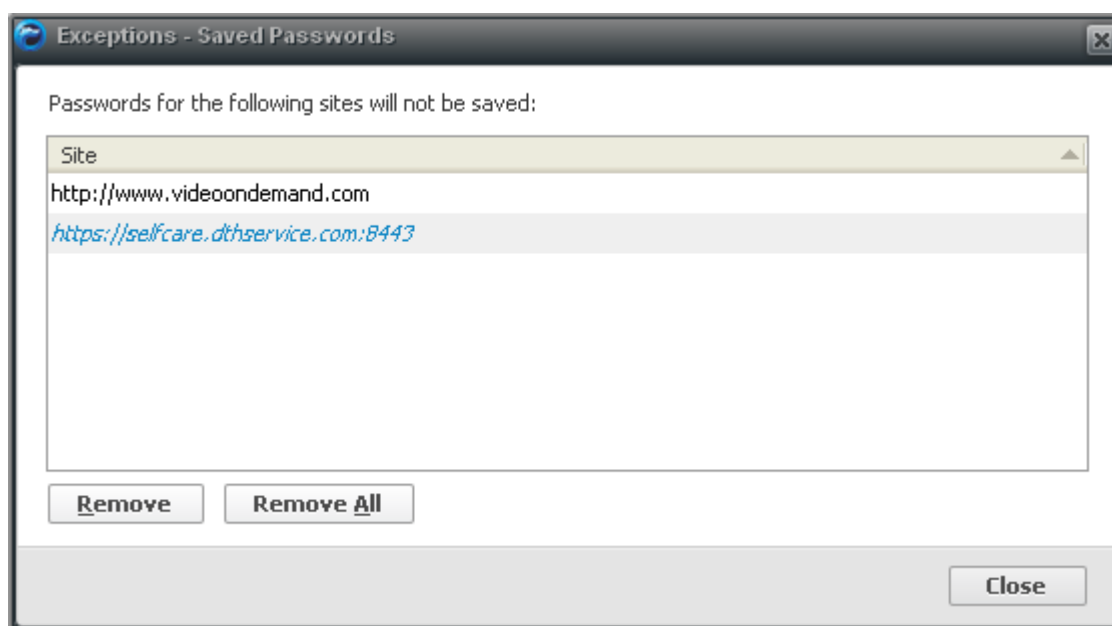 Exceptions - Saved Passwords
Passwords for the following sites will not be saved:
Site
http://www.videoondemand.com
https://selfcare.dthservice.com:8443
Remove Remove All
Close